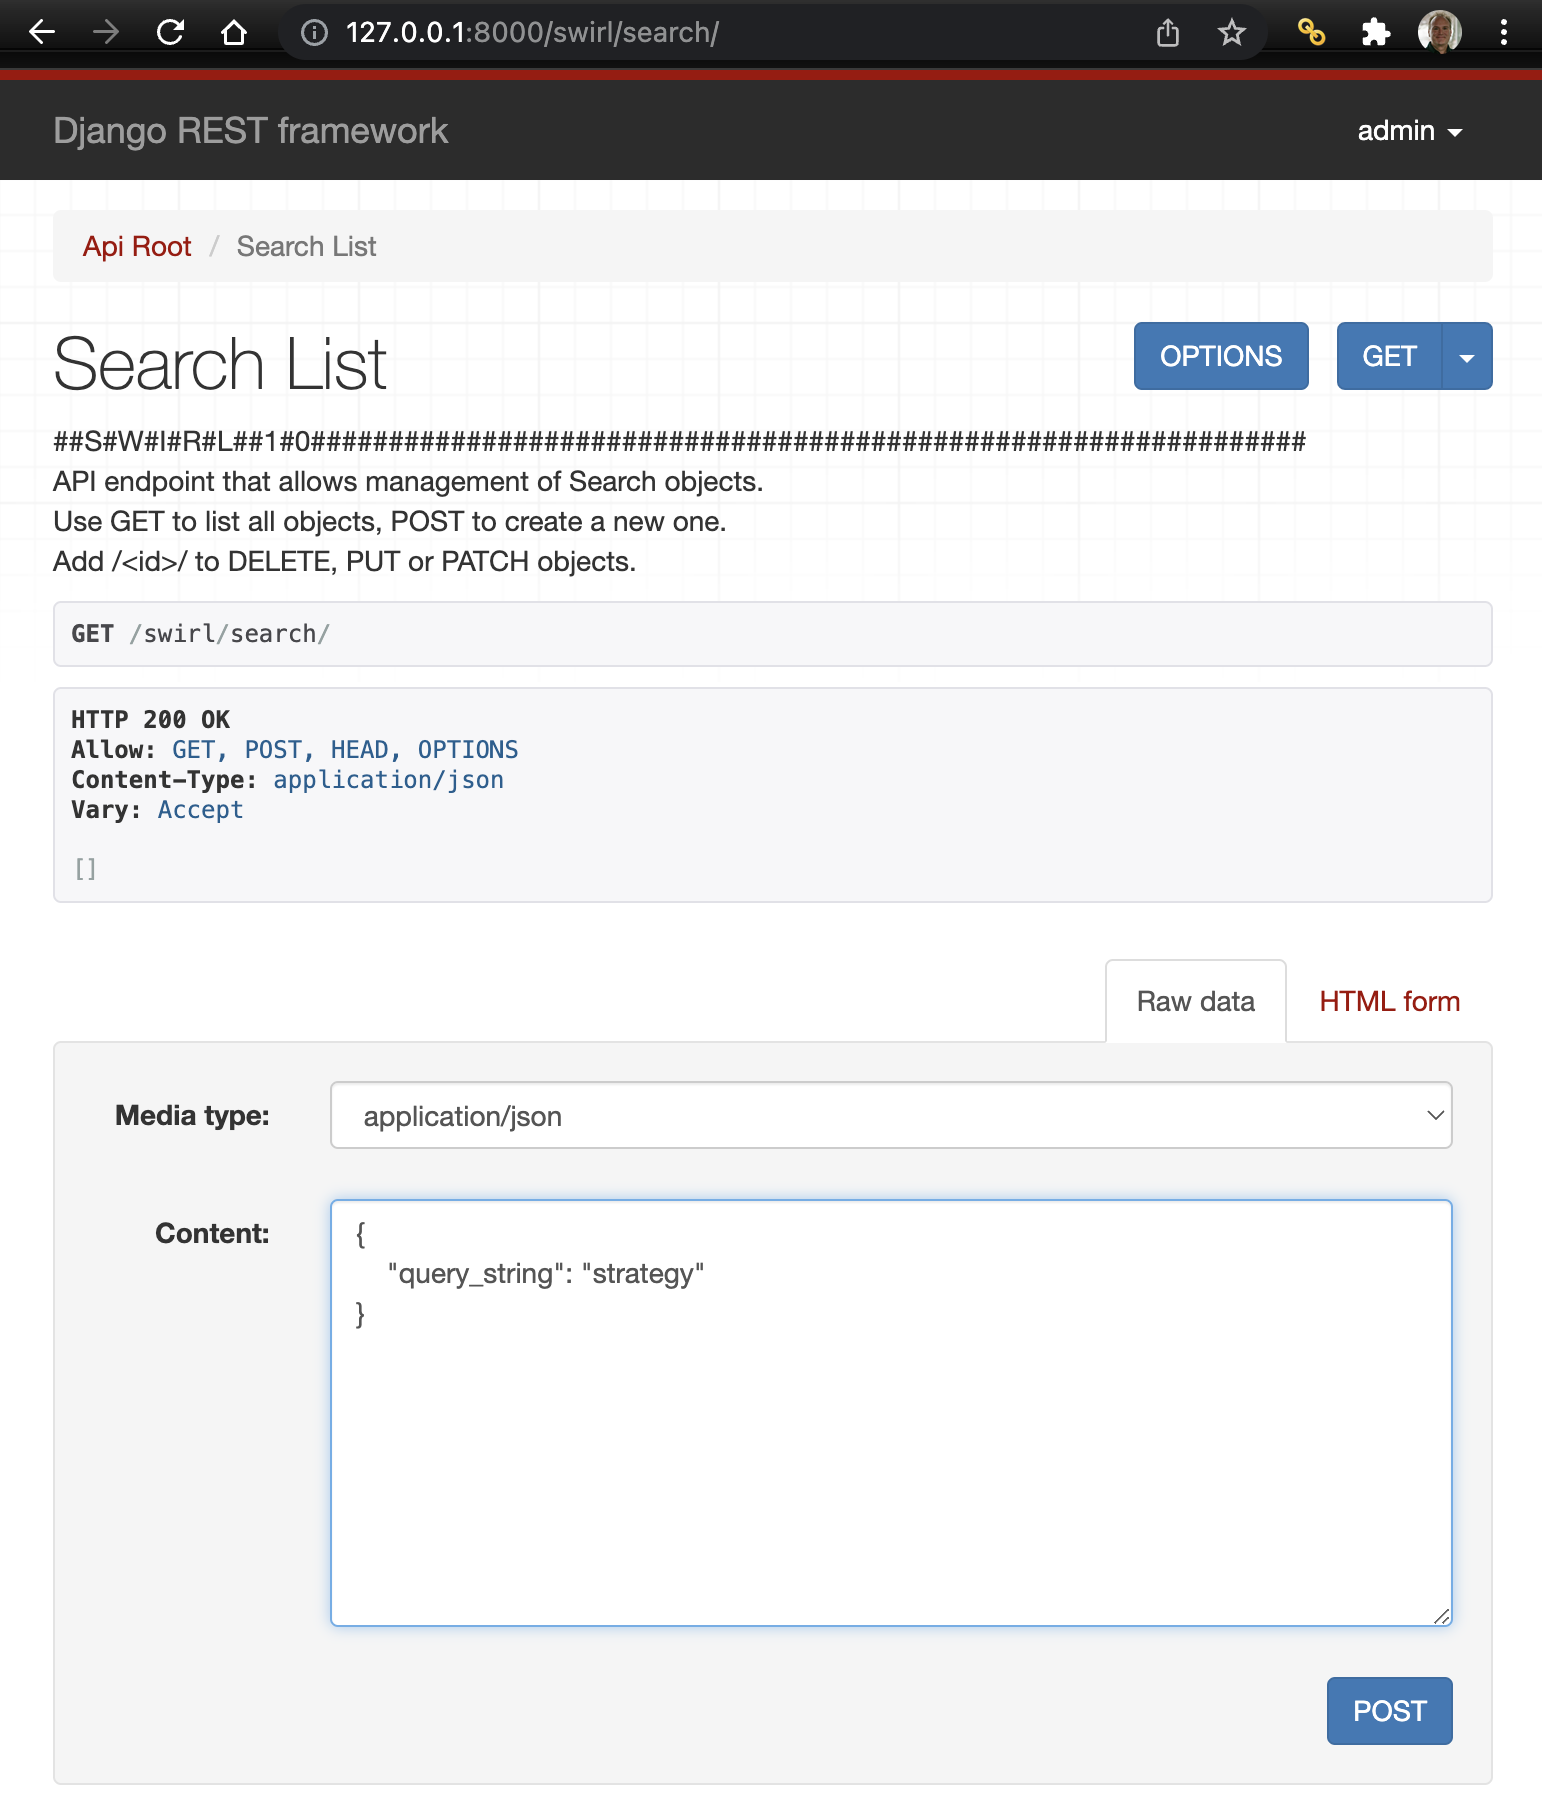 127.0.0.1:8000/swirl/search/
Django REST framework
admin
Api Root / Search List
Search List
OPTIONS
GET
##S#W#I#R#L##1#0################################################################
API endpoint that allows management of Search objects.
Use GET to list all objects, POST to create a new one.
Add /<id>/ to DELETE, PUT or PATCH objects.
GET /swirl/search/
HTTP 200 OK
Allow: GET, POST, HEAD, OPTIONS
Content-Type: application/json
Vary: Accept
[]
Raw data
HTML form
Media type:
application/json
Content:
{
"query_string": "strategy"
}
POST